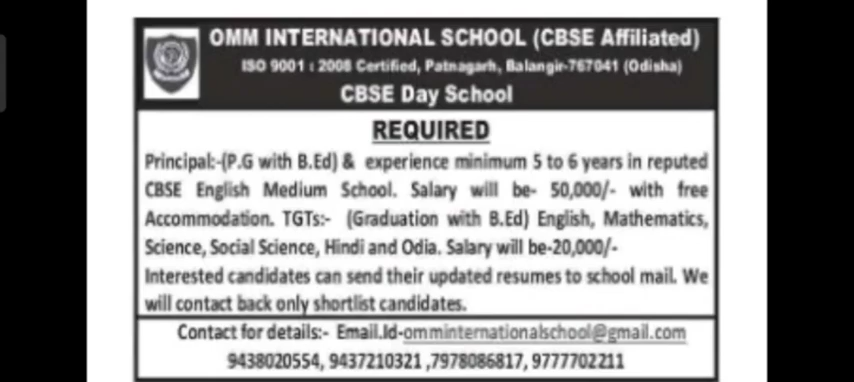 OMM INTERNATIONAL SCHOOL (CBSE Affiliated)
ISO 9001 : 2008 Certified, Patnagarh, Balangir-767041 (Odisha)
CBSE Day School
REQUIRED
Principal:-(P.G with B.Ed) & experience minimum 5 to 6 years in reputed
CBSE English Medium School. Salary will be- 50,000/- with free
Accommodation. TGTs:- (Graduation with B.Ed) English, Mathematics,
Science, Social Science, Hindi and Odia. Salary will be-20,000/-
Interested candidates can send their updated resumes to school mail. We
will contact back only shortlist candidates.
Contact for details:- Email.Id-omminternationalschool@gmail.com
9438020554, 9437210321 ,7978086817, 9777702211